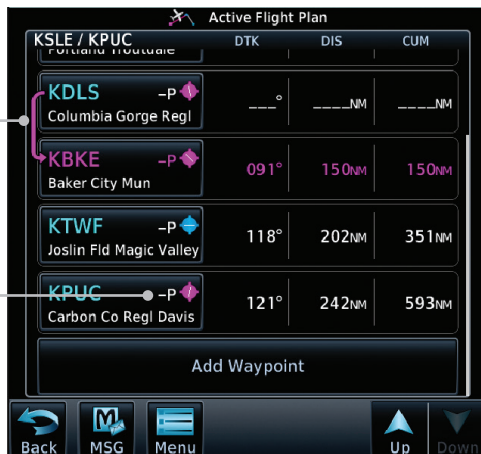 Active Flight Plan
KSLE / KPUC DTK DIS CUM
Portland Troutdale
KDLS –P ___° ____NM ____NM
Columbia Gorge Regl
KBKE –P 091° 150NM 150NM
Baker City Mun
KTWF –P 118° 202NM 351NM
Joslin Fld Magic Valley
KPUC –P 121° 242NM 593NM
Carbon Co Regl Davis
Add Waypoint
Back MSG Menu Up Down